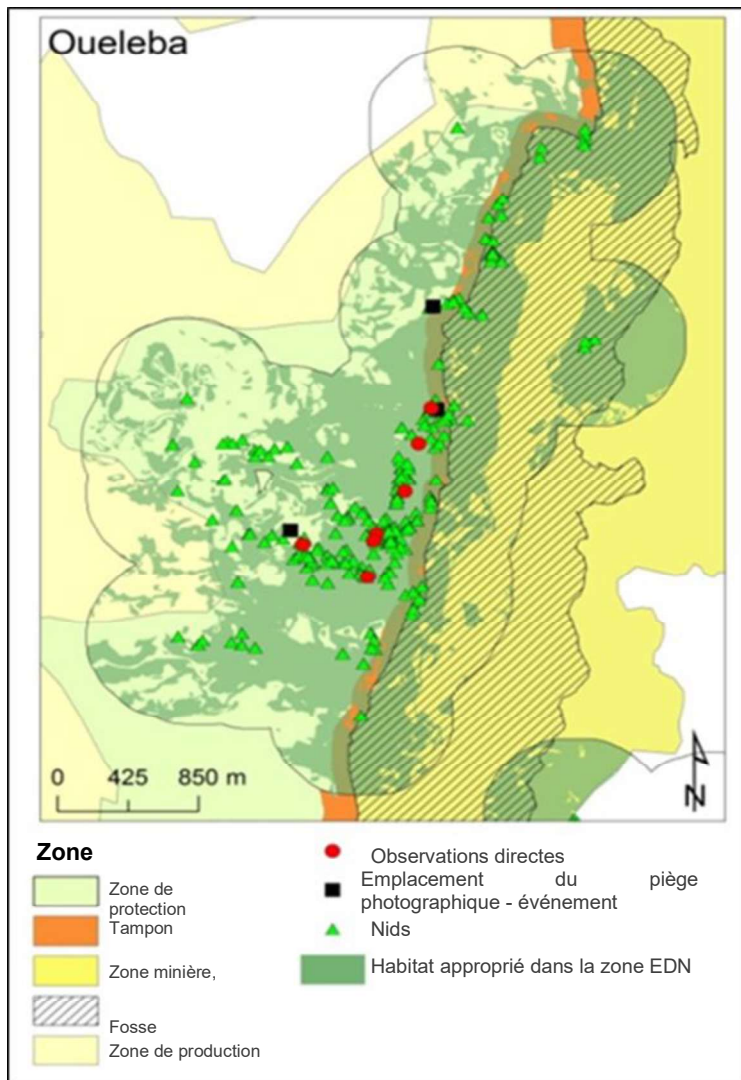 Oueleba
0 425 850 m
N
Zone
Zone de
protection
Tampon
Zone minière,
Fosse
Zone de production
Observations directes
Emplacement du piège
photographique - événement
Nids
Habitat approprié dans la zone EDN